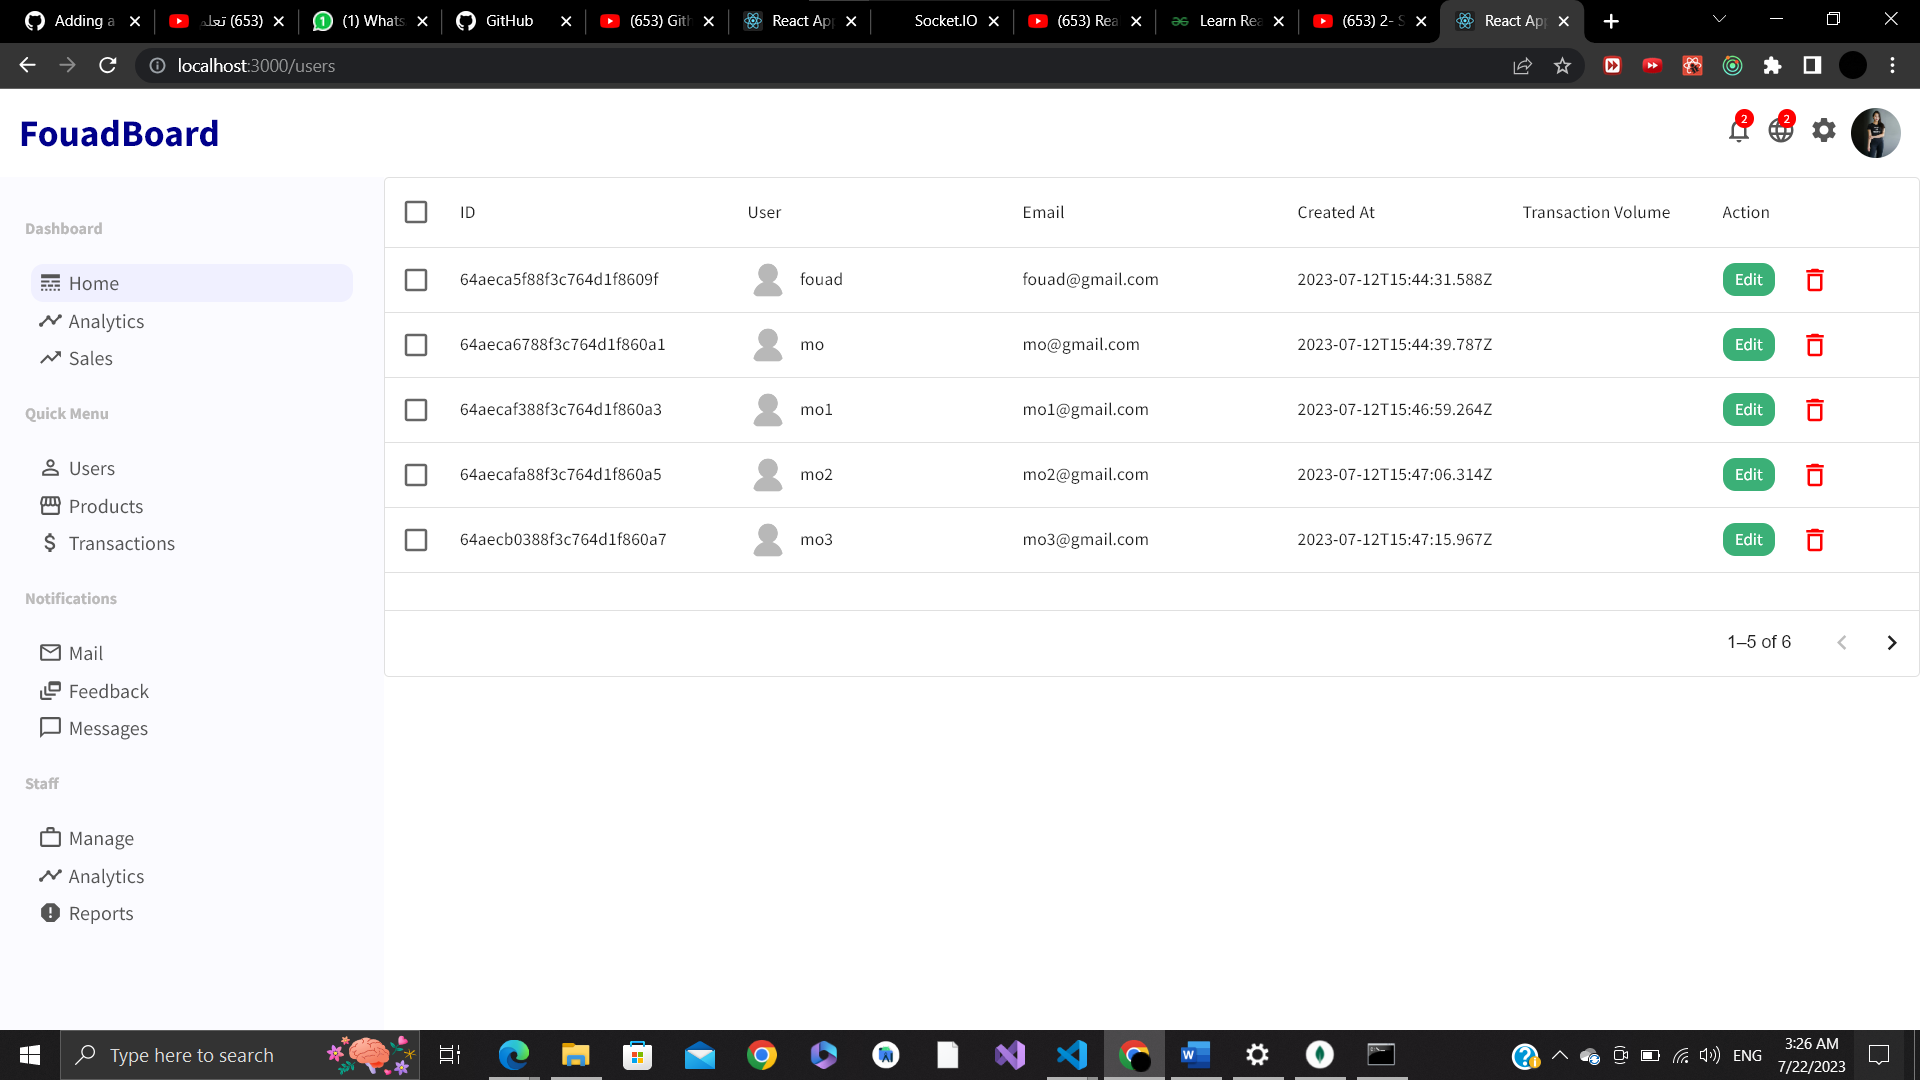 Adding a
(653) تعلم
(1) Whats
GitHub
(653) Gith
React App
Socket.IO
(653) Rea
Learn Rea
(653) 2- S
React App
localhost:3000/users
FouadBoard
2
2
Dashboard
Home
Analytics
Sales
Quick Menu
Users
Products
Transactions
Notifications
Mail
Feedback
Messages
Staff
Manage
Analytics
Reports
ID User Email Created At Transaction Volume Action
64aeca5f88f3c764d1f8609f fouad fouad@gmail.com 2023-07-12T15:44:31.588Z Edit
64aeca6788f3c764d1f860a1 mo mo@gmail.com 2023-07-12T15:44:39.787Z Edit
64aecaf388f3c764d1f860a3 mo1 mo1@gmail.com 2023-07-12T15:46:59.264Z Edit
64aecafa88f3c764d1f860a5 mo2 mo2@gmail.com 2023-07-12T15:47:06.314Z Edit
64aecb0388f3c764d1f860a7 mo3 mo3@gmail.com 2023-07-12T15:47:15.967Z Edit
1–5 of 6
Type here to search
ENG
3:26 AM
7/22/2023